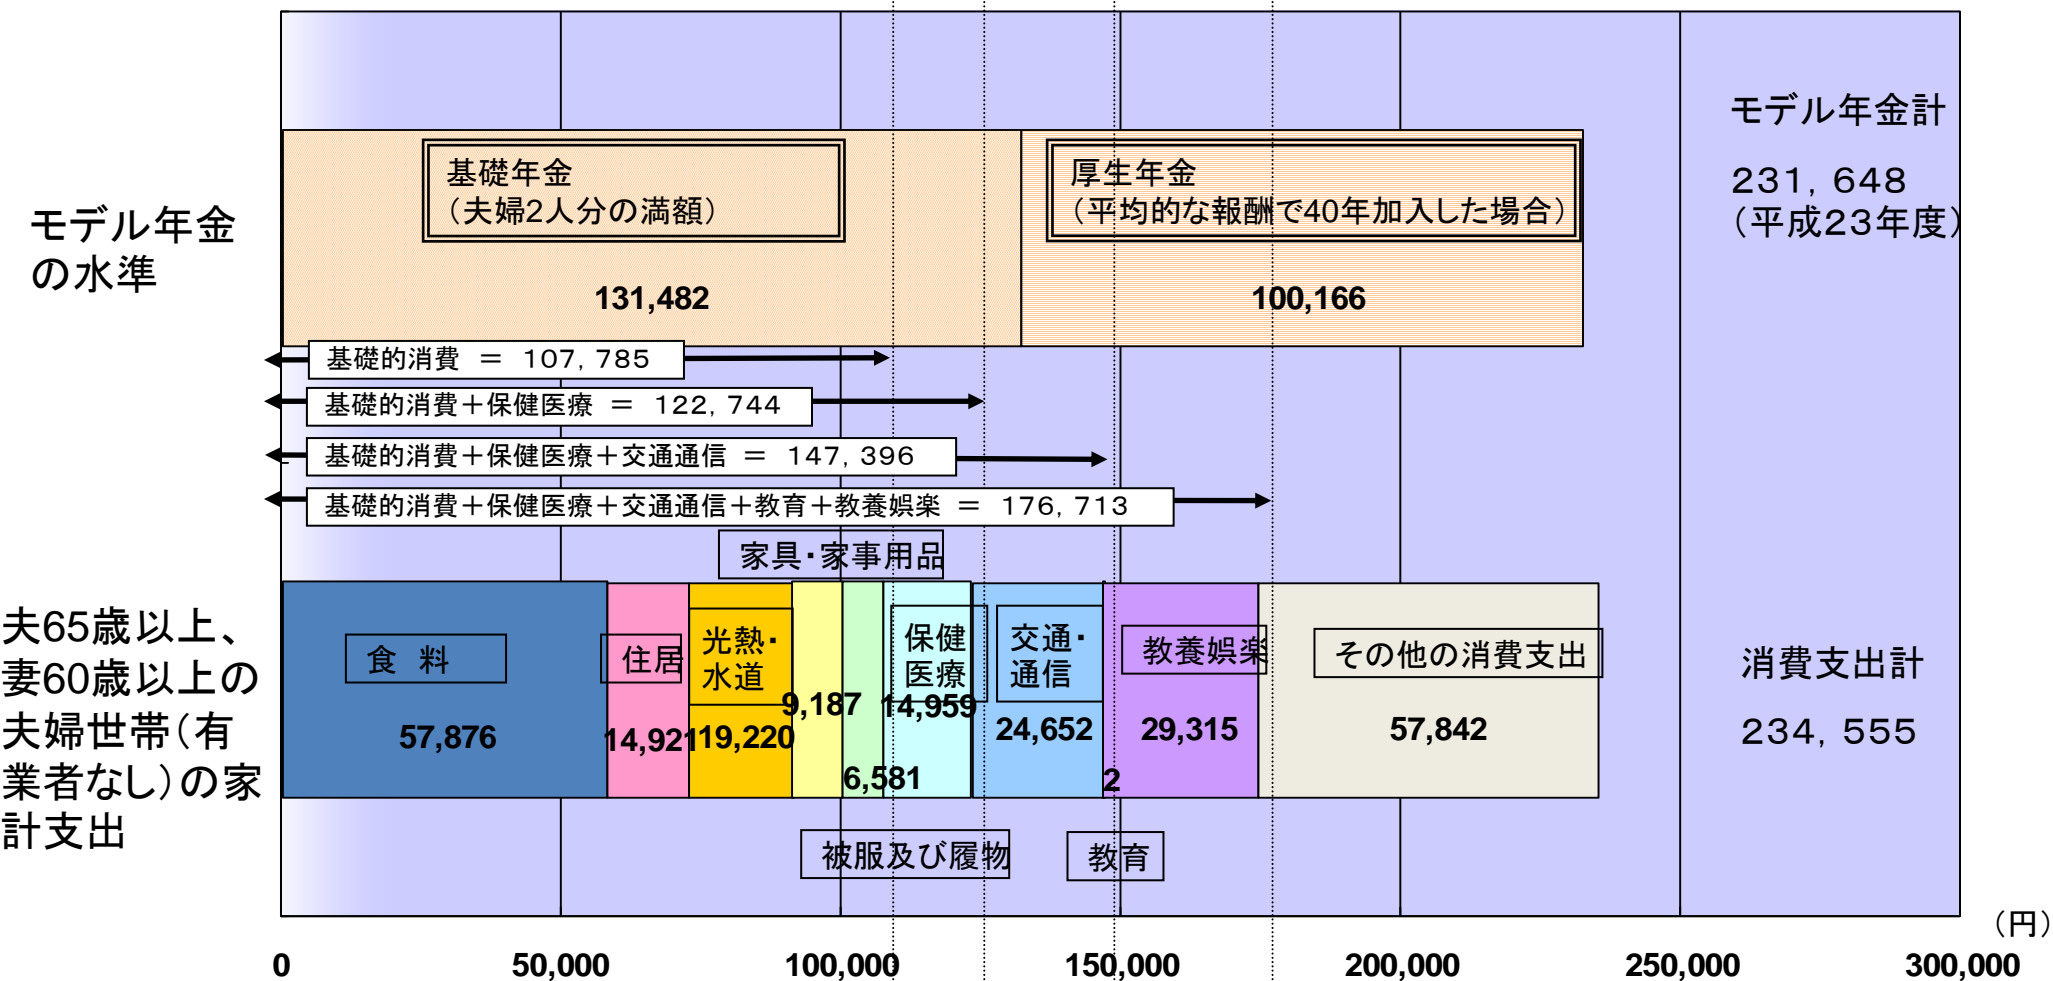 モデル年金計
231,648
(平成23年度)
モデル年金
の水準
基礎年金
(夫婦2人分の満額)
131,482
厚生年金
(平均的な報酬で40年加入した場合)
100,166
基礎的消費 = 107,785
基礎的消費+保健医療 = 122,744
基礎的消費+保健医療+交通通信 = 147,396
基礎的消費+保健医療+交通通信+教育+教養娯楽 = 176,713
家具・家事用品
夫65歳以上、
妻60歳以上の
夫婦世帯(有
業者なし)の家
計支出
食 料
57,876
住居
14,921
光熱・
水道
19,220
9,187
6,581
保健
医療
14,959
交通・
通信
24,652
2
教養娯楽
29,315
その他の消費支出
57,842
消費支出計
234,555
被服及び履物
教育
(円)
0 50,000 100,000 150,000 200,000 250,000 300,000